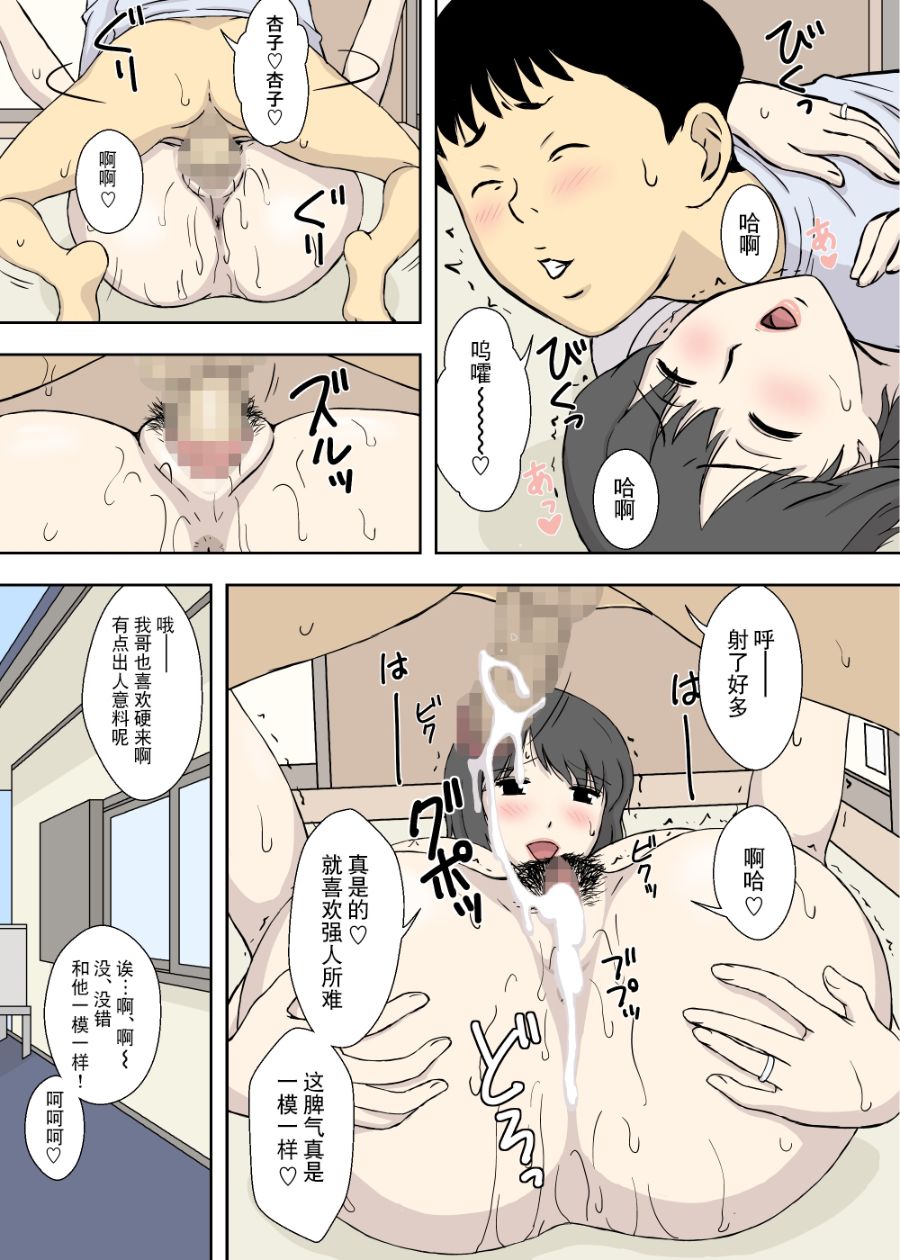 びくっ
哈啊
あ♥
呜嚯~~~~♡
びくっ
哈啊
あっ♥
杏子♡杏子♡
ぐりっ
啊啊♡
ぐりっ
ズルッ
呼——
射了好多
は——
は——
ビク
グポッ
啊哈♡
ビクッ
真是的♡
就喜欢强人所难
ブプッ
どろぉ
这脾气真是
一模一样♡
哦——
我哥也喜欢硬来啊
有点出人意料呢
诶…啊、啊~
没、没错
和他一模一样！
呵呵呵♡